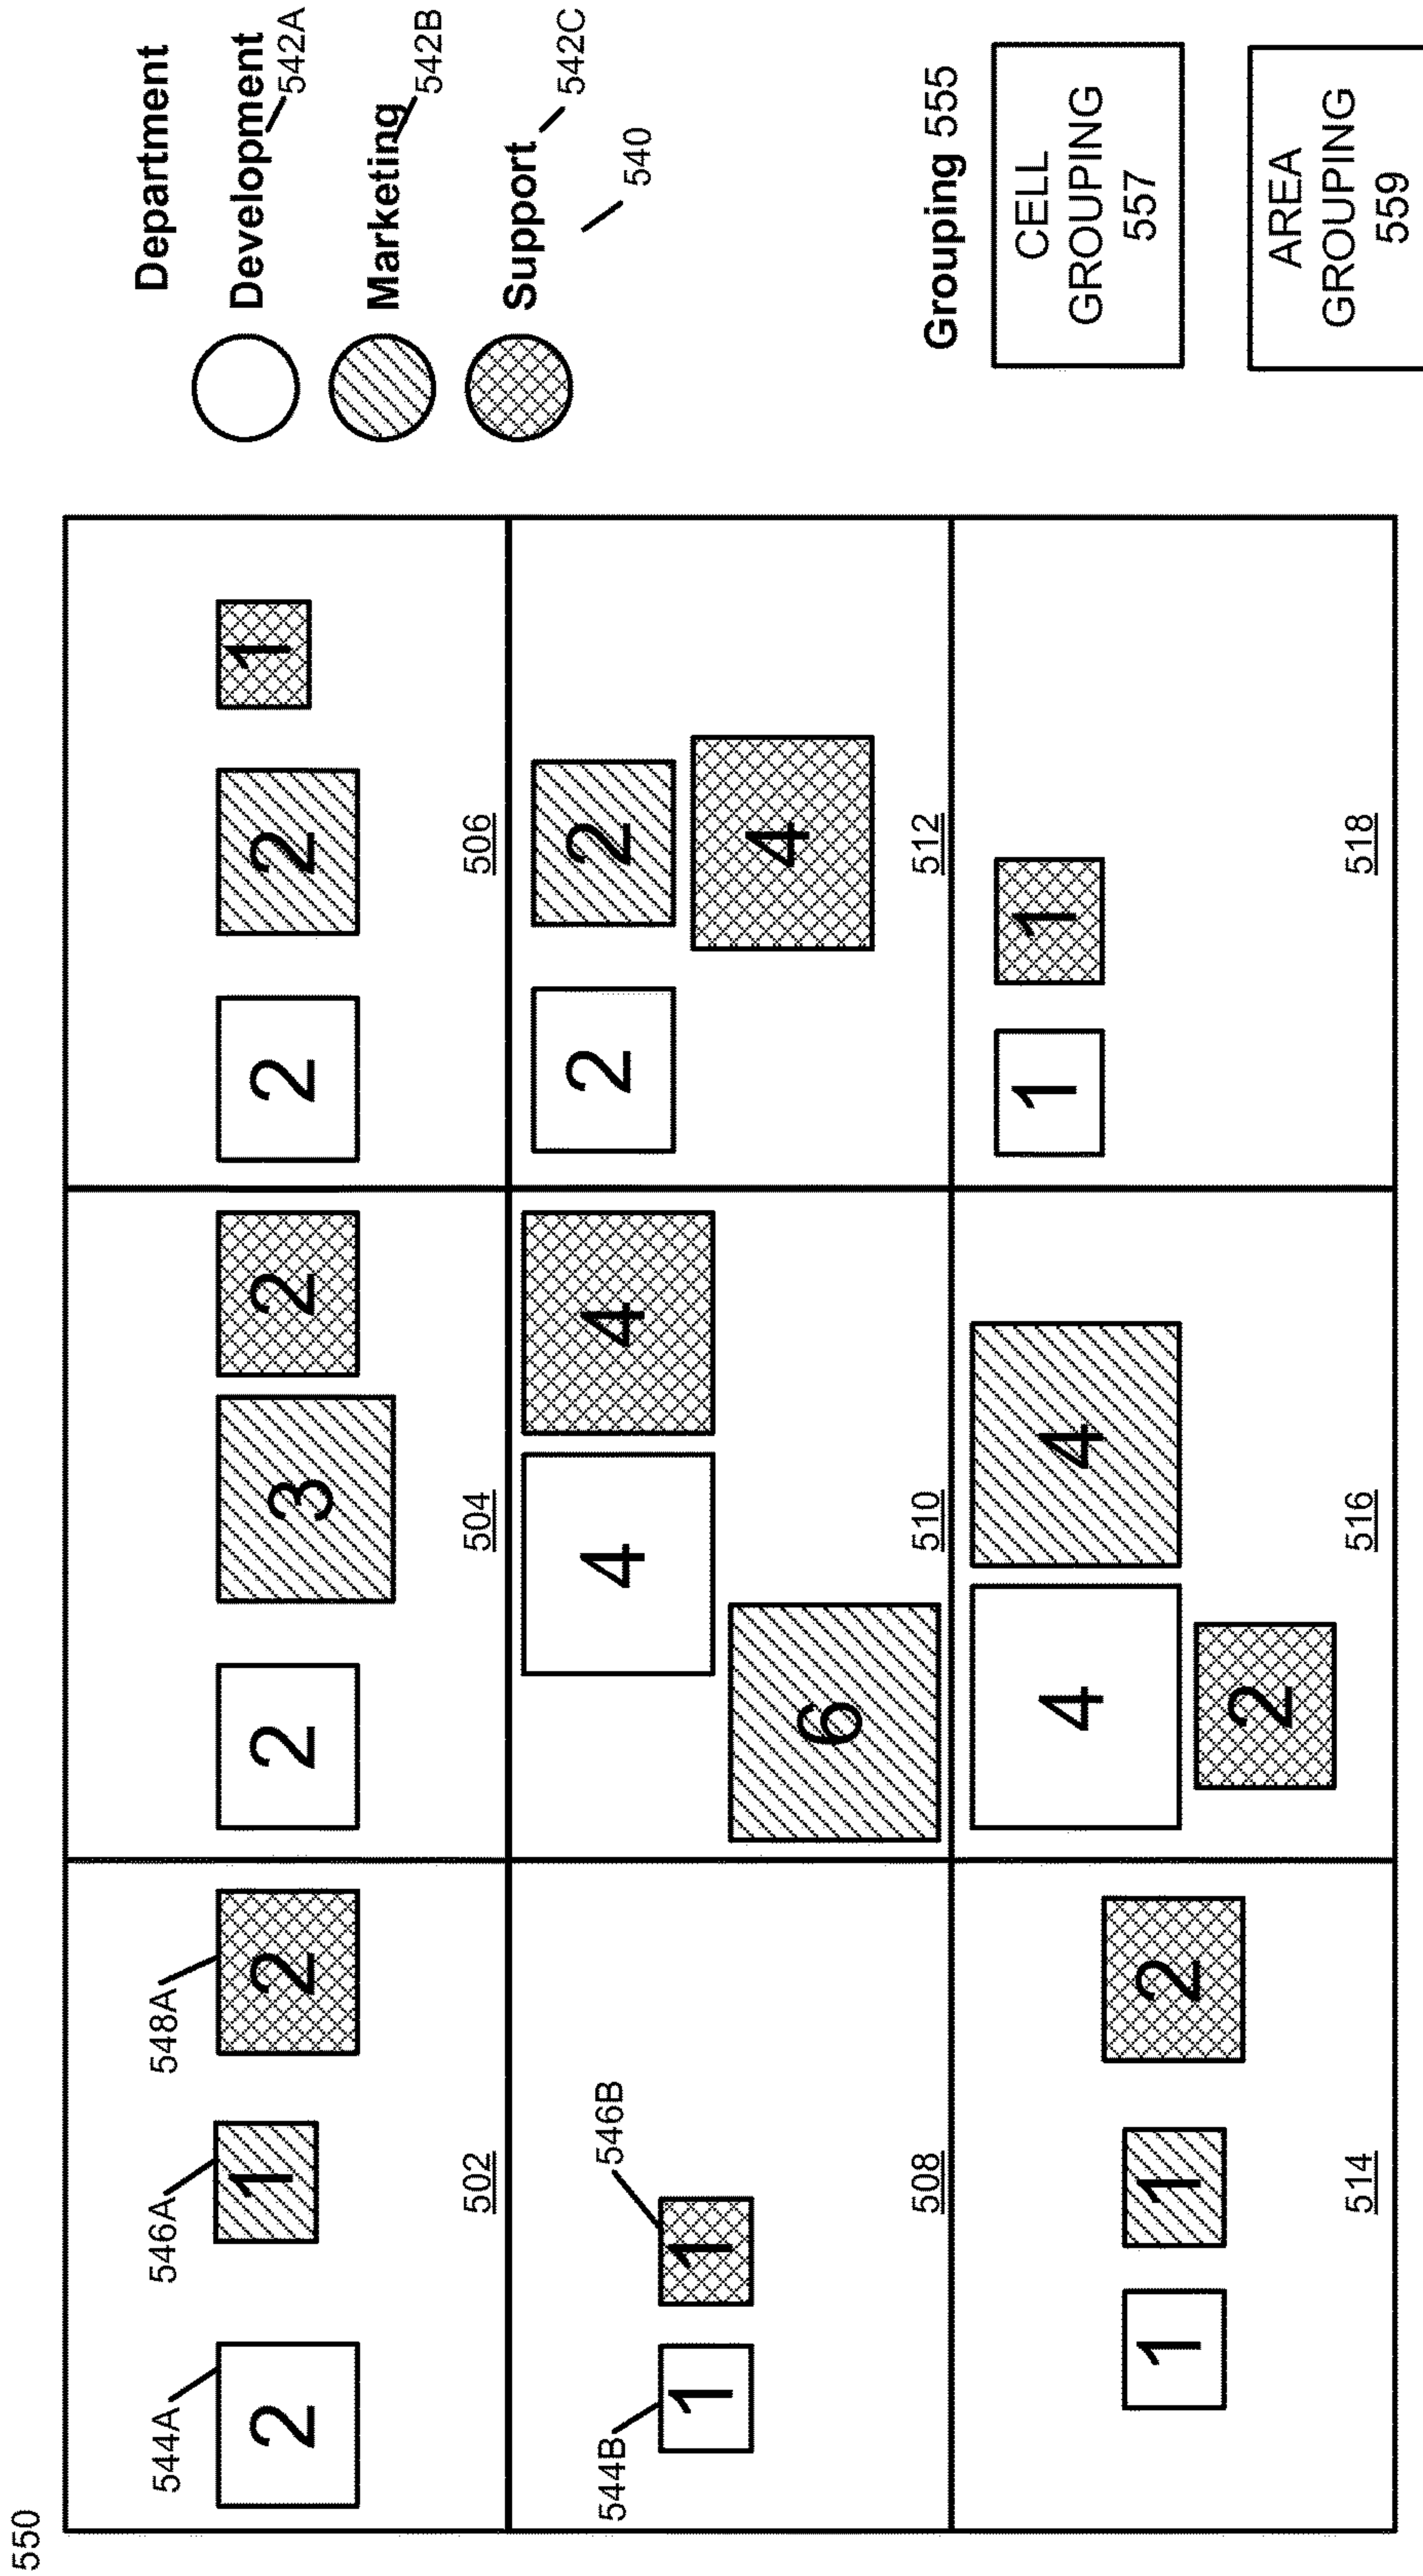 550
544A
546A
548A
2
1
2
502
2
3
2
504
2
2
1
506
544B
546B
1
1
508
4
4
6
510
2
2
4
512
1
1
2
514
4
4
2
516
1
1
518
Department
Development
542A
Marketing
542B
Support
542C
540
Grouping 555
CELL
GROUPING
557
AREA
GROUPING
559